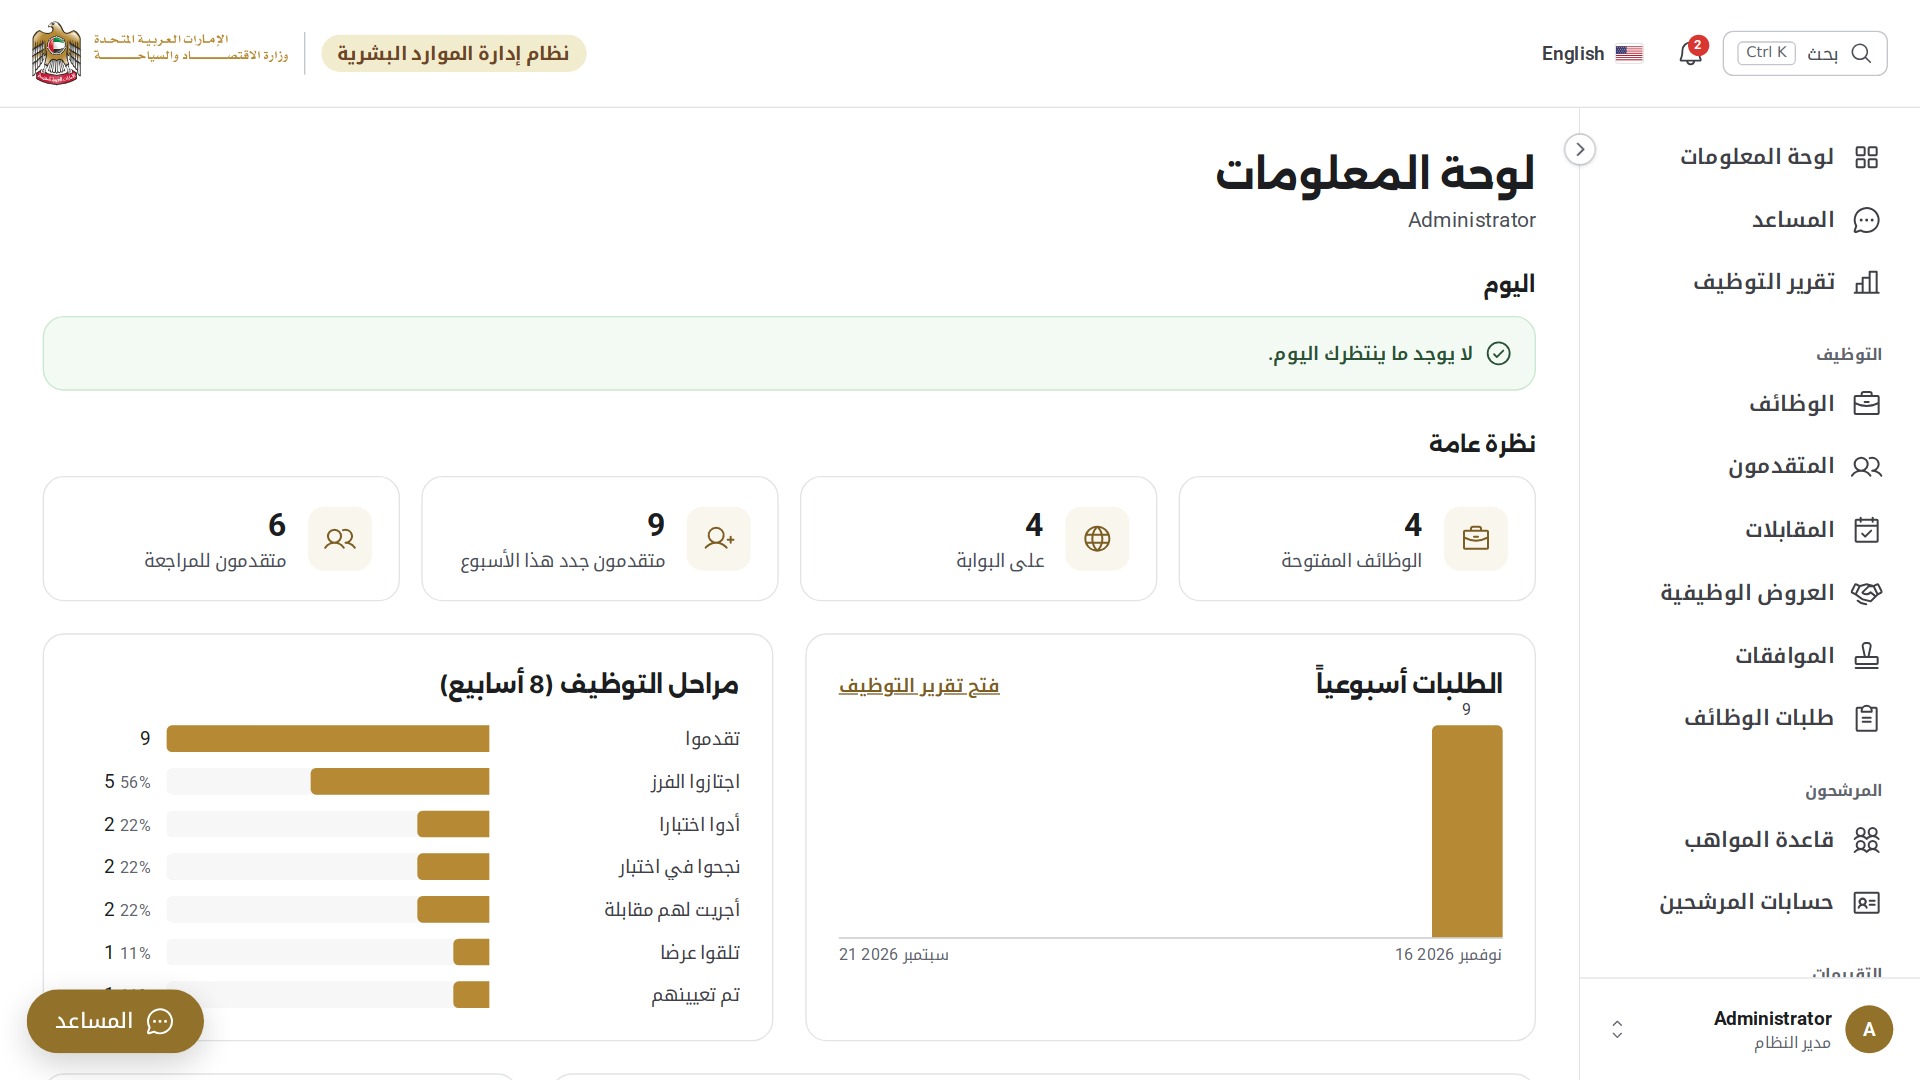 الإمارات العربية المتحدة
وزارة الاقتصاد والسياحة
نظام إدارة الموارد البشرية
English
2
بحث
Ctrl K
لوحة المعلومات
المساعد
تقرير التوظيف
التوظيف
الوظائف
المتقدمون
المقابلات
العروض الوظيفية
الموافقات
طلبات الوظائف
المرشحون
قاعدة المواهب
حسابات المرشحين
التقييمات
A
Administrator
مدير النظام
لوحة المعلومات
Administrator
اليوم
لا يوجد ما ينتظرك اليوم.
نظرة عامة
4
الوظائف المفتوحة
4
على البوابة
9
متقدمون جدد هذا الأسبوع
6
متقدمون للمراجعة
الطلبات أسبوعياً
فتح تقرير التوظيف
9
16 نوفمبر 2026
21 سبتمبر 2026
مراحل التوظيف (8 أسابيع)
تقدموا 9
اجتازوا الفرز 5 56%
أدوا اختبارا 2 22%
نجحوا في اختبار 2 22%
أجريت لهم مقابلة 2 22%
تلقوا عرضا 1 11%
تم تعيينهم
المساعد